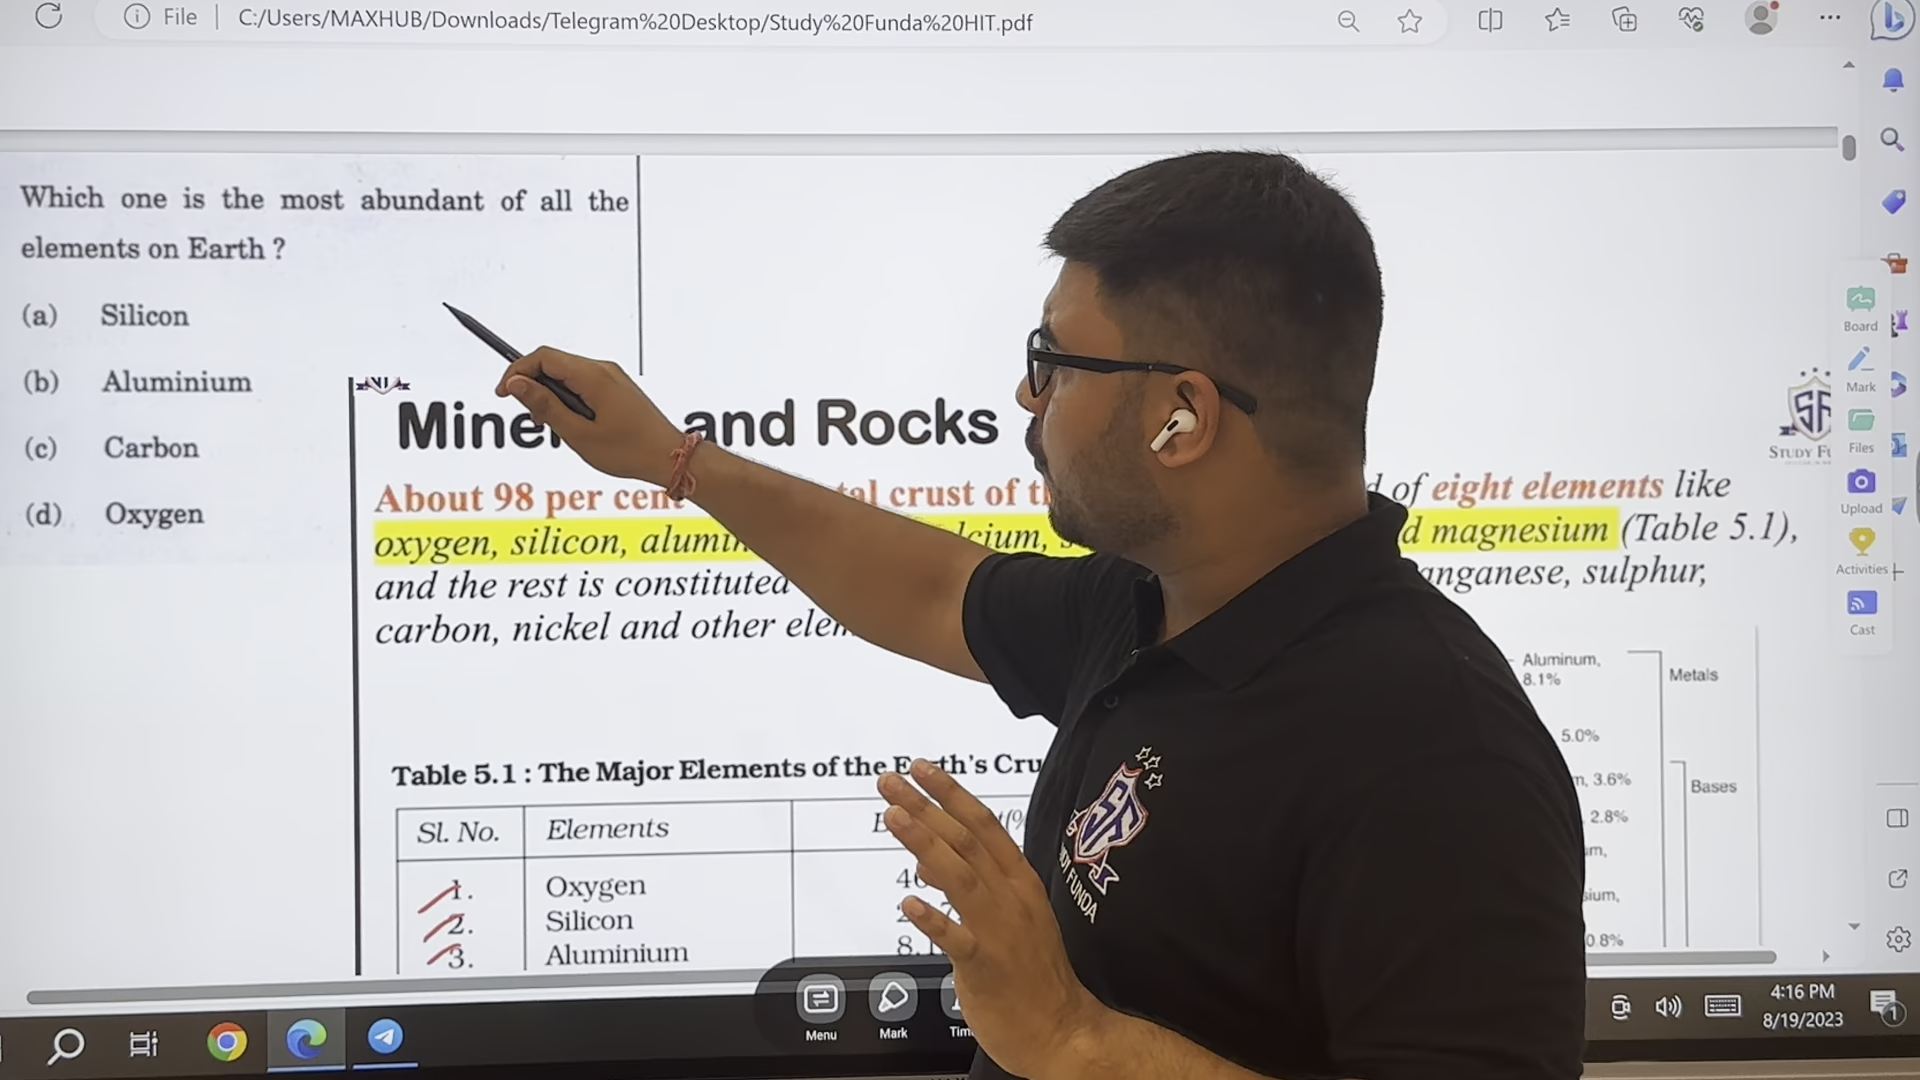 File
C:/Users/MAXHUB/Downloads/Telegram%20Desktop/Study%20Funda%20HIT.pdf
Which one is the most abundant of all the
elements on Earth ?
(a) Silicon
(b) Aluminium
(c) Carbon
(d) Oxygen
and Rocks
About 98 per crust of of eight elements like
oxygen, silicon, magnesium (Table 5.1),
and the rest is constituted sulphur,
carbon, nickel and other
Table 5.1 : The Major Elements of the
Sl. No. Elements
1. Oxygen
2. Silicon
3. Aluminium
Aluminum,
8.1%
Metals
5.0%
3.6%
Bases
2.8%
0.8%
STUDY
Board
Mark
Files
Upload
Activities
Cast
FUNDA
Menu
Mark
4:16 PM
8/19/2023
1